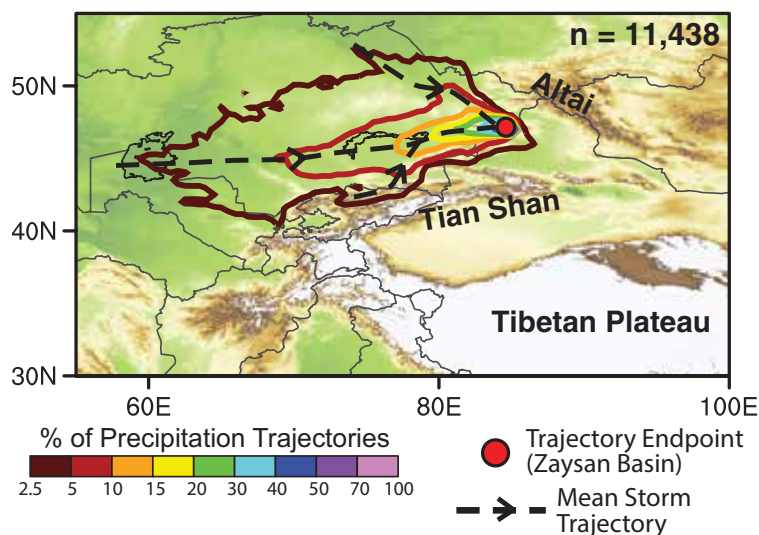 n = 11,438
50N
Altai
Tian Shan
40N
Tibetan Plateau
30N
60E 80E 100E
% of Precipitation Trajectories
2.5 5 10 15 20 30 40 50 70 100
Trajectory Endpoint
(Zaysan Basin)
Mean Storm
Trajectory